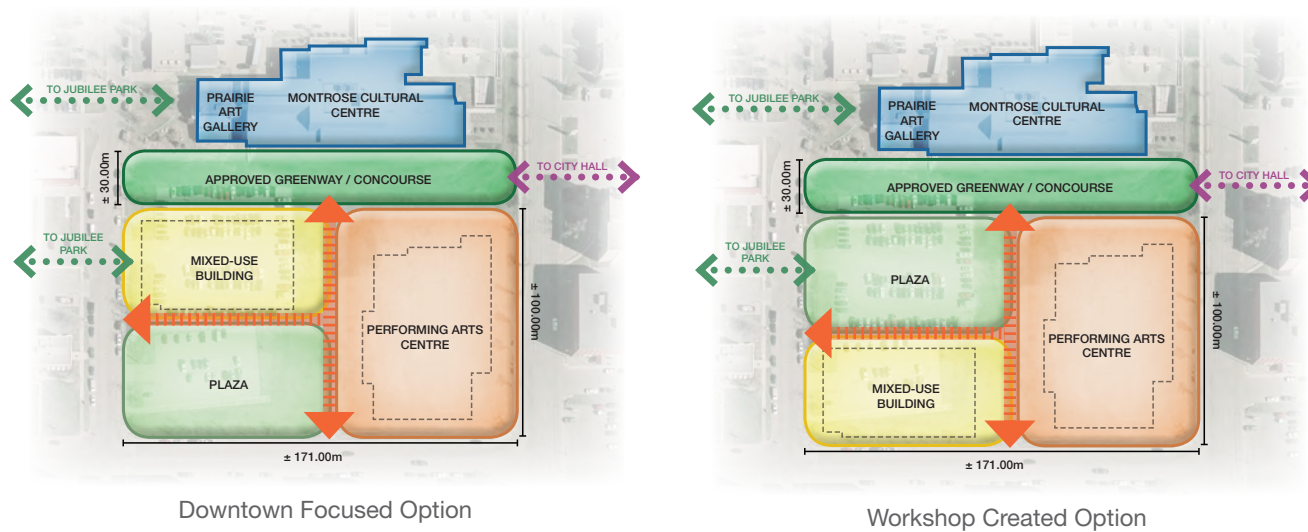 TO JUBILEE PARK
PRAIRIE
ART
GALLERY
MONTROSE CULTURAL
CENTRE
± 30.00m
APPROVED GREENWAY / CONCOURSE
TO CITY HALL
TO JUBILEE
PARK
MIXED-USE
BUILDING
PERFORMING ARTS
CENTRE
± 100.00m
PLAZA
± 171.00m
Downtown Focused Option
TO JUBILEE PARK
PRAIRIE
ART
GALLERY
MONTROSE CULTURAL
CENTRE
± 30.00m
APPROVED GREENWAY / CONCOURSE
TO CITY HALL
TO JUBILEE
PARK
PLAZA
PERFORMING ARTS
CENTRE
± 100.00m
MIXED-USE
BUILDING
± 171.00m
Workshop Created Option